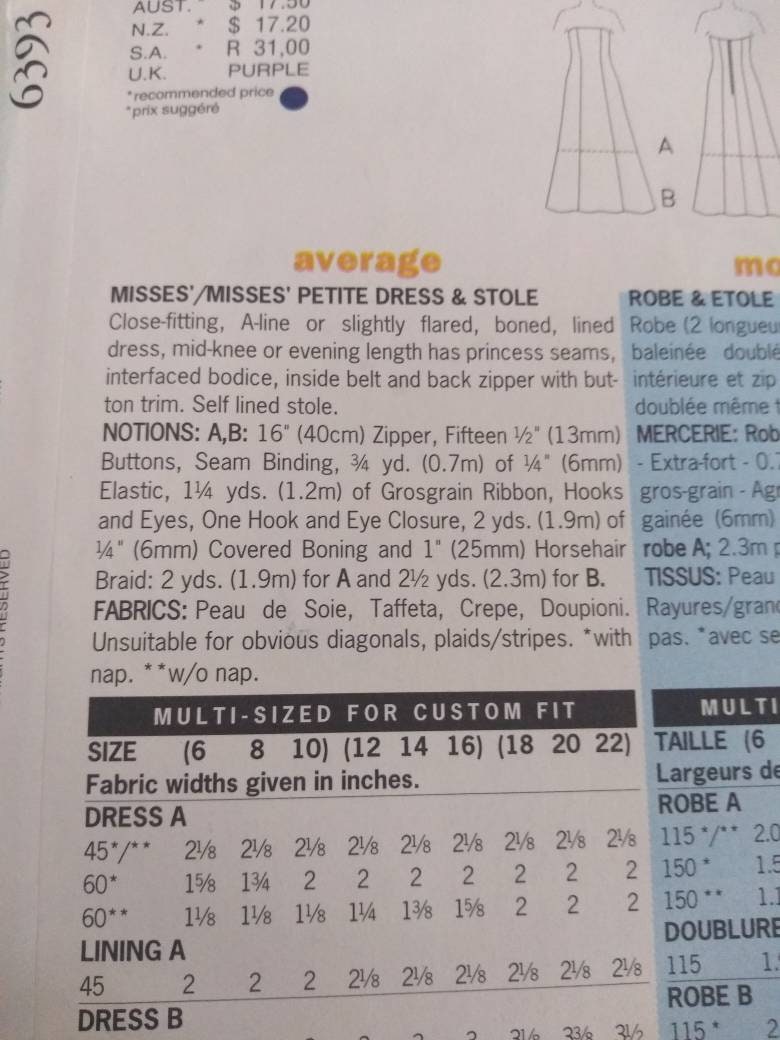 6393
AUST. * $ 17.50
N.Z. * $ 17.20
S.A. * R 31,00
U.K. PURPLE
*recommended price
*prix suggéré
A
B
average
MISSES'/MISSES' PETITE DRESS & STOLE
Close-fitting, A-line or slightly flared, boned, lined
dress, mid-knee or evening length has princess seams,
interfaced bodice, inside belt and back zipper with but-
ton trim. Self lined stole.
NOTIONS: A,B: 16" (40cm) Zipper, Fifteen ½" (13mm)
Buttons, Seam Binding, ¾ yd. (0.7m) of ¼" (6mm)
Elastic, 1¼ yds. (1.2m) of Grosgrain Ribbon, Hooks
and Eyes, One Hook and Eye Closure, 2 yds. (1.9m) of
¼" (6mm) Covered Boning and 1" (25mm) Horsehair
Braid: 2 yds. (1.9m) for A and 2½ yds. (2.3m) for B.
FABRICS: Peau de Soie, Taffeta, Crepe, Doupioni.
Unsuitable for obvious diagonals, plaids/stripes. *with
nap. **w/o nap.
MULTI-SIZED FOR CUSTOM FIT
SIZE (6 8 10) (12 14 16) (18 20 22)
Fabric widths given in inches.
DRESS A
45*/** 2⅛ 2⅛ 2⅛ 2⅛ 2⅛ 2⅛ 2⅛ 2⅛ 2⅛
60* 1⅝ 1¾ 2 2 2 2 2 2 2
60** 1⅛ 1⅛ 1⅛ 1¼ 1⅜ 1⅝ 2 2 2
LINING A
45 2 2 2 2⅛ 2⅛ 2⅛ 2⅛ 2⅛ 2⅛
DRESS B
mo
ROBE & ETOLE
Robe (2 longueu
baleinée doublé
intérieure et zip
doublée même t
MERCERIE: Rob
- Extra-fort - 0.7
gros-grain - Agr
gainée (6mm)
robe A; 2.3m p
TISSUS: Peau
Rayures/grand
pas. *avec se
MULTI
TAILLE (6
Largeurs de
ROBE A
115*/** 2.0
150* 1.5
150** 1.1
DOUBLURE
115 1.
ROBE B
115* 2
RESERVED